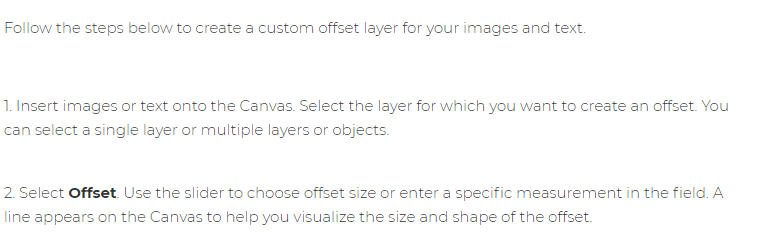 Follow the steps below to create a custom offset layer for your images and text.
1. Insert images or text onto the Canvas. Select the layer for which you want to create an offset. You
can select a single layer or multiple layers or objects.
2. Select Offset. Use the slider to choose offset size or enter a specific measurement in the field. A
line appears on the Canvas to help you visualize the size and shape of the offset.